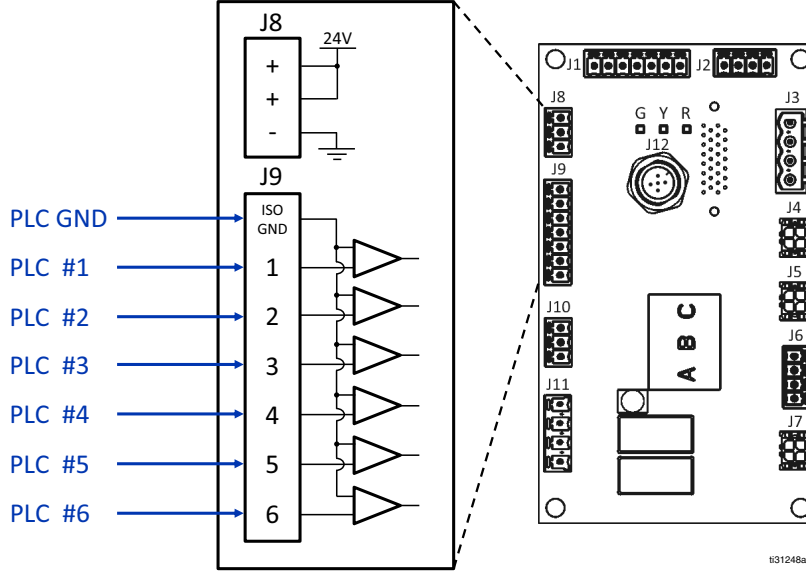 J8
24V
+
+
-
J9
ISO
GND
1
2
3
4
5
6
PLC GND
PLC #1
PLC #2
PLC #3
PLC #4
PLC #5
PLC #6
J1
J2
J8
G Y R
J12
J3
J9
J4
J5
J10
J6
A B C
J11
J7
ti31248a